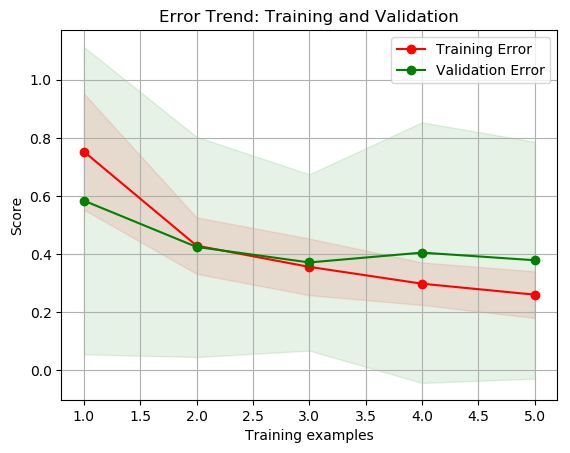 Error Trend: Training and Validation
Training Error
Validation Error
Score
1.0
0.8
0.6
0.4
0.2
0.0
1.0 1.5 2.0 2.5 3.0 3.5 4.0 4.5 5.0
Training examples